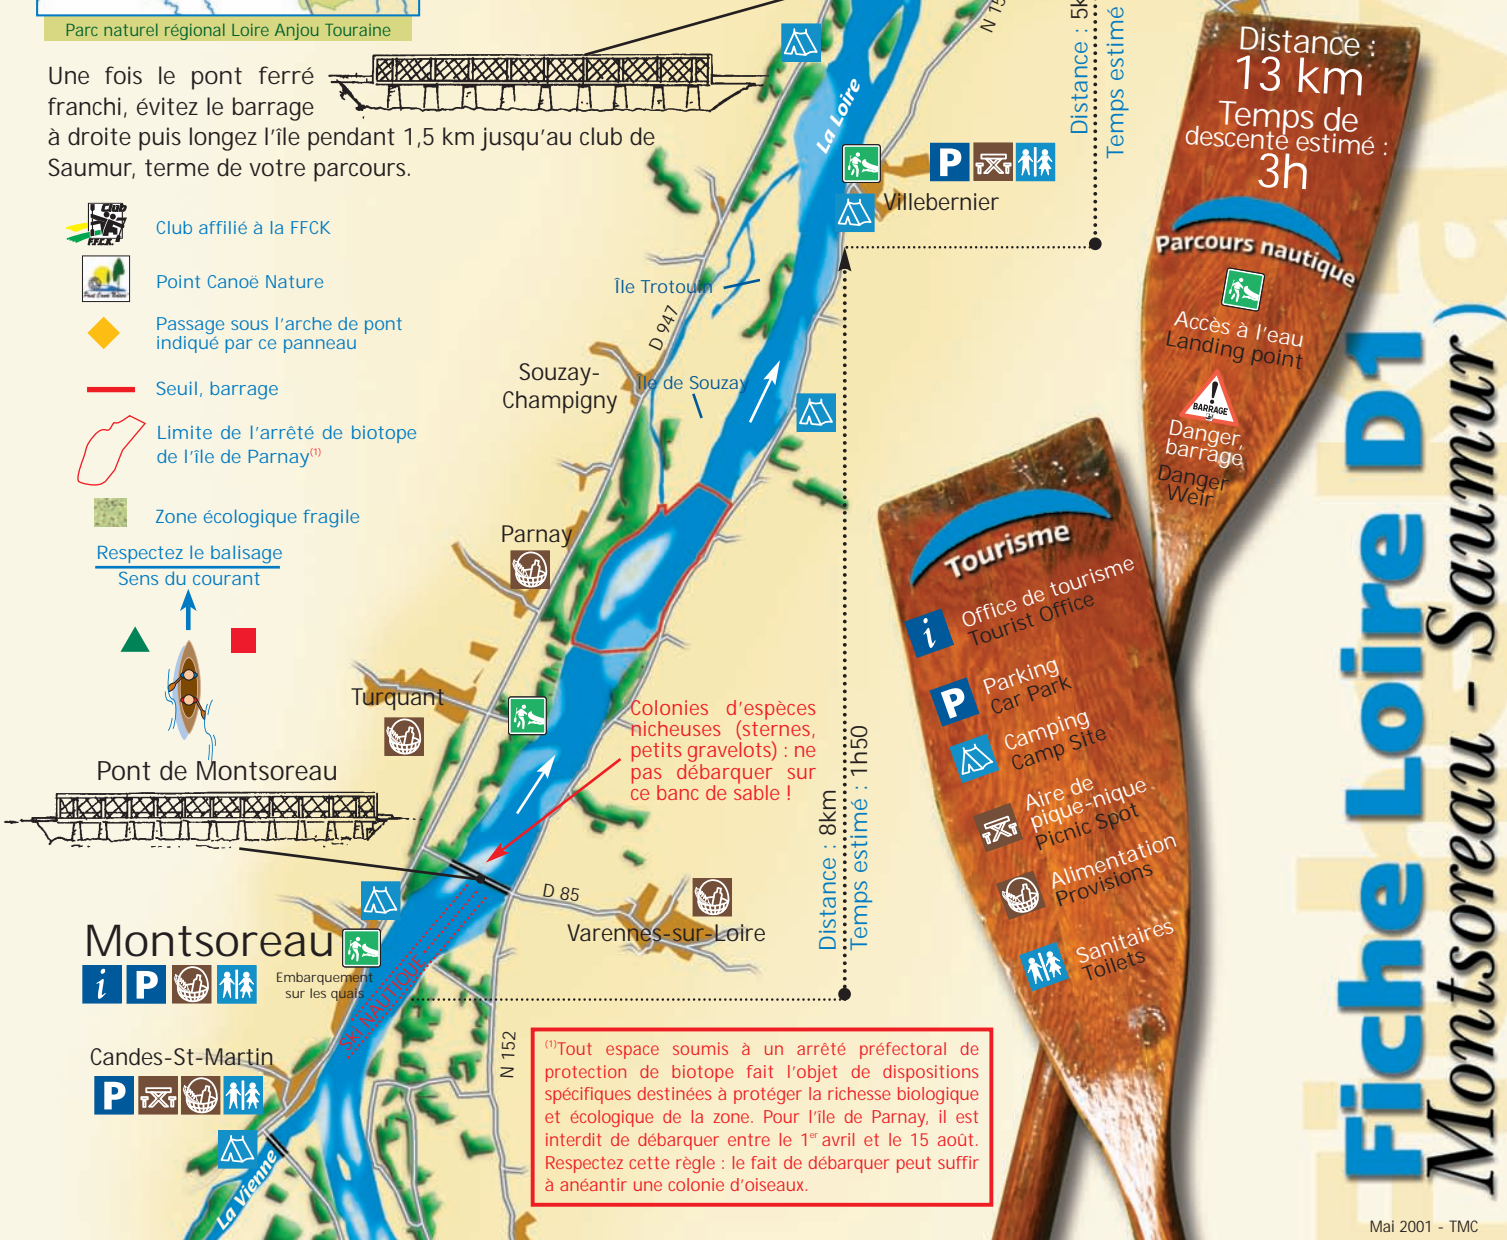 Parc naturel régional Loire Anjou Touraine
Une fois le pont ferré
franchi, évitez le barrage
à droite puis longez l'île pendant 1,5 km jusqu'au club de
Saumur, terme de votre parcours.
Club
F.F.C.K.
Club affilié à la FFCK
Point Canoë Nature
Point Canoë Nature
Passage sous l'arche de pont
indiqué par ce panneau
Seuil, barrage
Limite de l'arrêté de biotope
de l'île de Parnay(1)
Zone écologique fragile
Respectez le balisage
Sens du courant
Pont de Montsoreau
Montsoreau
i P
Embarquement
sur les quais
Candes-St-Martin
P
La Vienne
SKI NAUTIQUE
N 152
D 85
Varennes-sur-Loire
Turquant
Parnay
Souzay-
Champigny
D 947
Île de Souzay
Île Trotouin
La Loire
Villebernier
P
Colonies d'espèces
nicheuses (sternes,
petits gravelots) : ne
pas débarquer sur
ce banc de sable !
Distance : 8km
Temps estimé : 1h50
Distance : 5k
Temps estimé
N 15
(1)Tout espace soumis à un arrêté préfectoral de
protection de biotope fait l'objet de dispositions
spécifiques destinées à protéger la richesse biologique
et écologique de la zone. Pour l'île de Parnay, il est
interdit de débarquer entre le 1er avril et le 15 août.
Respectez cette règle : le fait de débarquer peut suffir
à anéantir une colonie d'oiseaux.
Distance :
13 km
Temps de
descente estimé :
3h
Parcours nautique
Accès à l'eau
Landing point
BARRAGE
Danger,
barrage
Danger
Weir
Tourisme
i
Office de tourisme
Tourist Office
P
Parking
Car Park
Camping
Camp Site
Aire de
pique-nique
Picnic Spot
Alimentation
Provisions
Sanitaires
Toilets
Fiche Loire D1
Montsoreau - Saumur
Mai 2001 - TMC